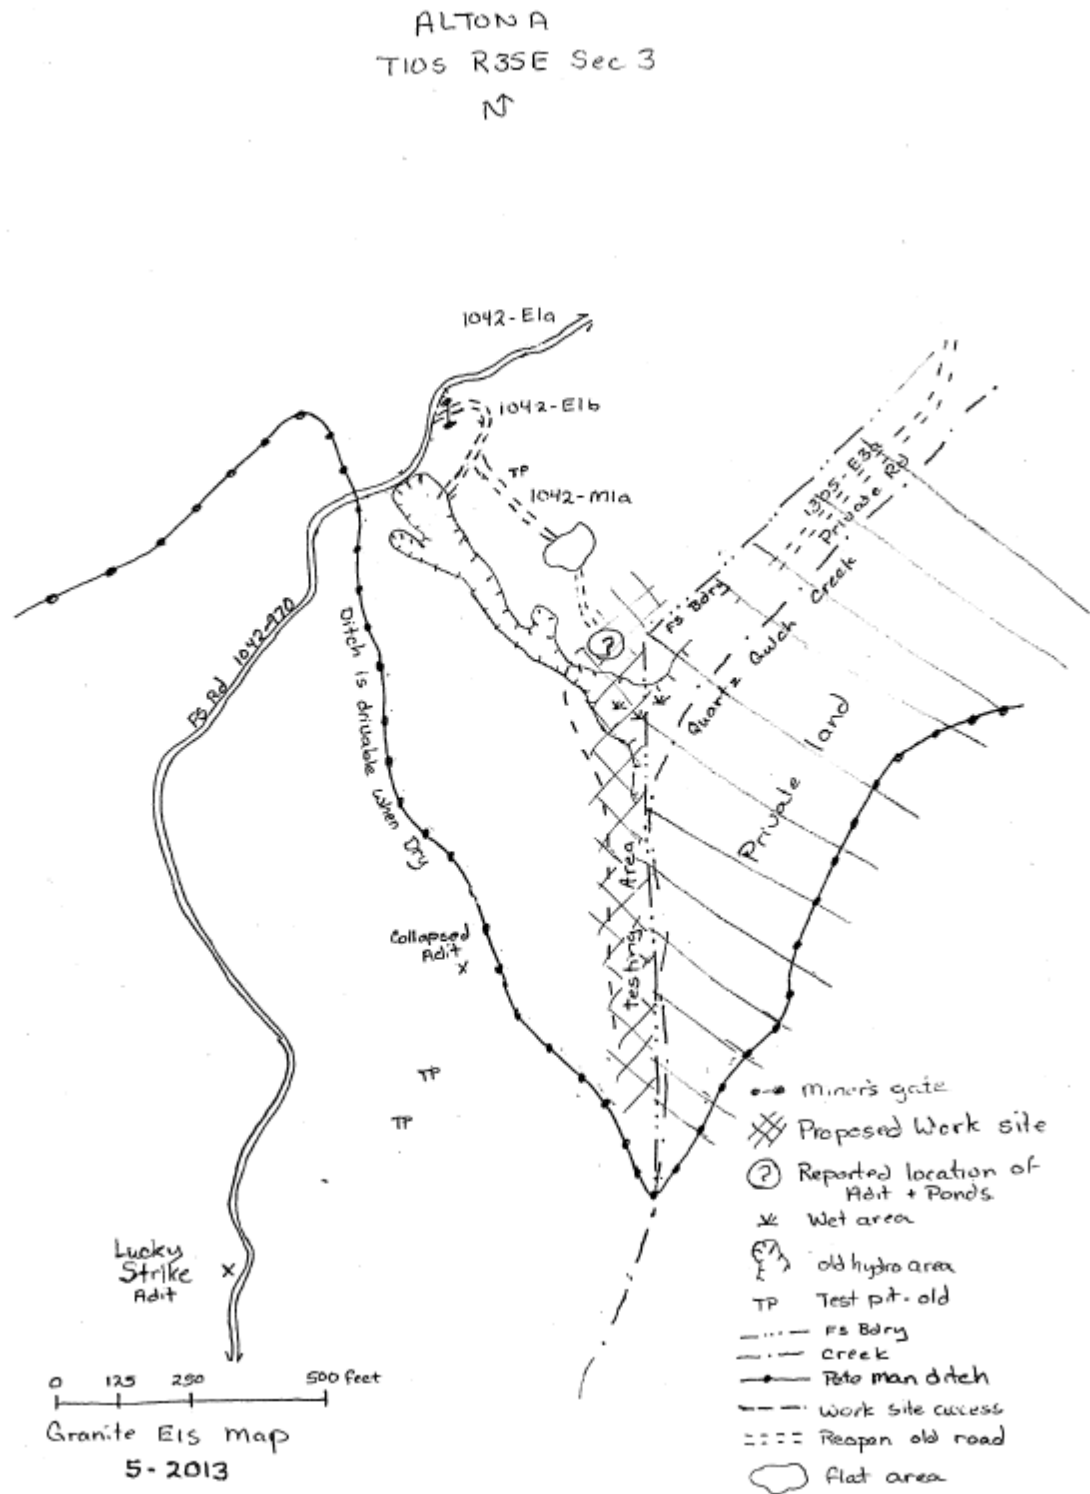 ALTONA
T10S R35E Sec 3
N
1042-E1a
1042-E1b
TP
1042-M1a
FS Rd 1042-970
Ditch is drivable when Dry
?
FS Bdry
Private Rd
Quartz Gulch Creek
Private land
Testing Area
Collapsed
Adit
X
TP
TP
Lucky
Strike X
Adit
miner's gate
Proposed Work site
? Reported location of
Adit + Ponds
Wet area
old hydro area
TP Test pit-old
FS Bdry
Creek
Pete man ditch
work site access
Reopen old road
flat area
0 125 250 500 feet
Granite EIS map
5-2013